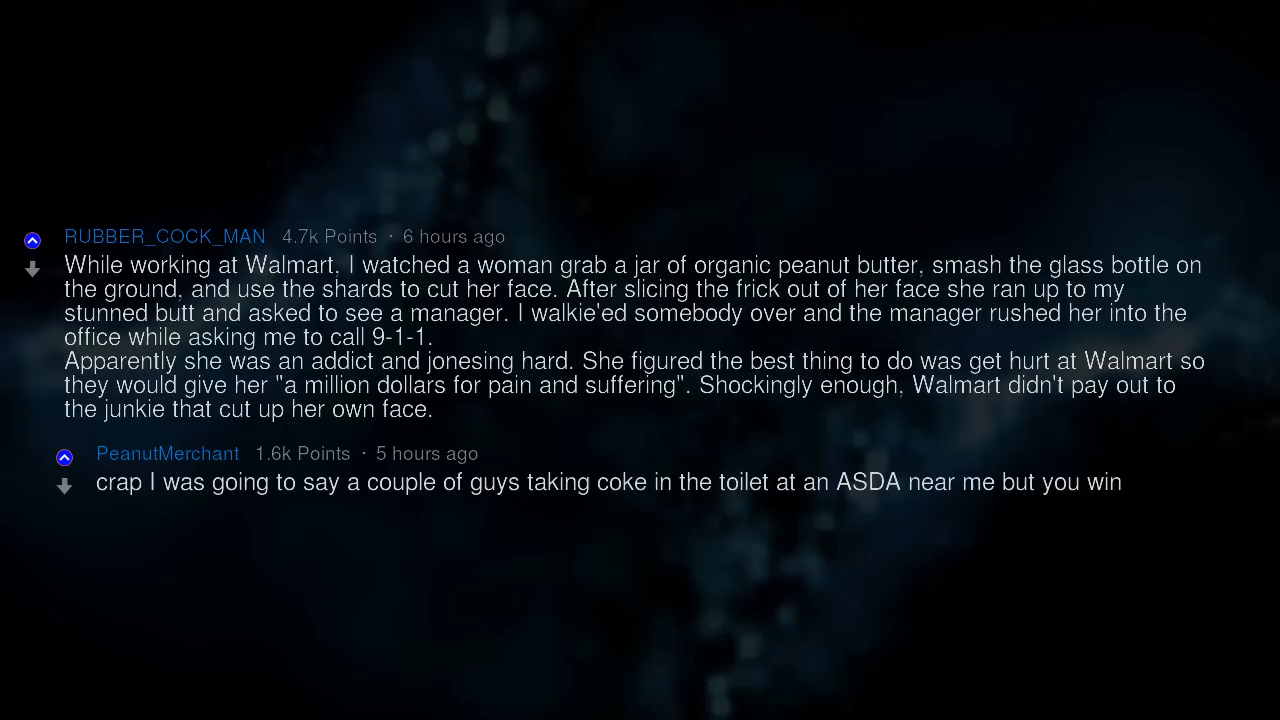 RUBBER_COCK_MAN 4.7k Points · 6 hours ago
While working at Walmart, I watched a woman grab a jar of organic peanut butter, smash the glass bottle on
the ground, and use the shards to cut her face. After slicing the frick out of her face she ran up to my
stunned butt and asked to see a manager. I walkie'ed somebody over and the manager rushed her into the
office while asking me to call 9-1-1.
Apparently she was an addict and jonesing hard. She figured the best thing to do was get hurt at Walmart so
they would give her "a million dollars for pain and suffering". Shockingly enough, Walmart didn't pay out to
the junkie that cut up her own face.
PeanutMerchant 1.6k Points · 5 hours ago
crap I was going to say a couple of guys taking coke in the toilet at an ASDA near me but you win